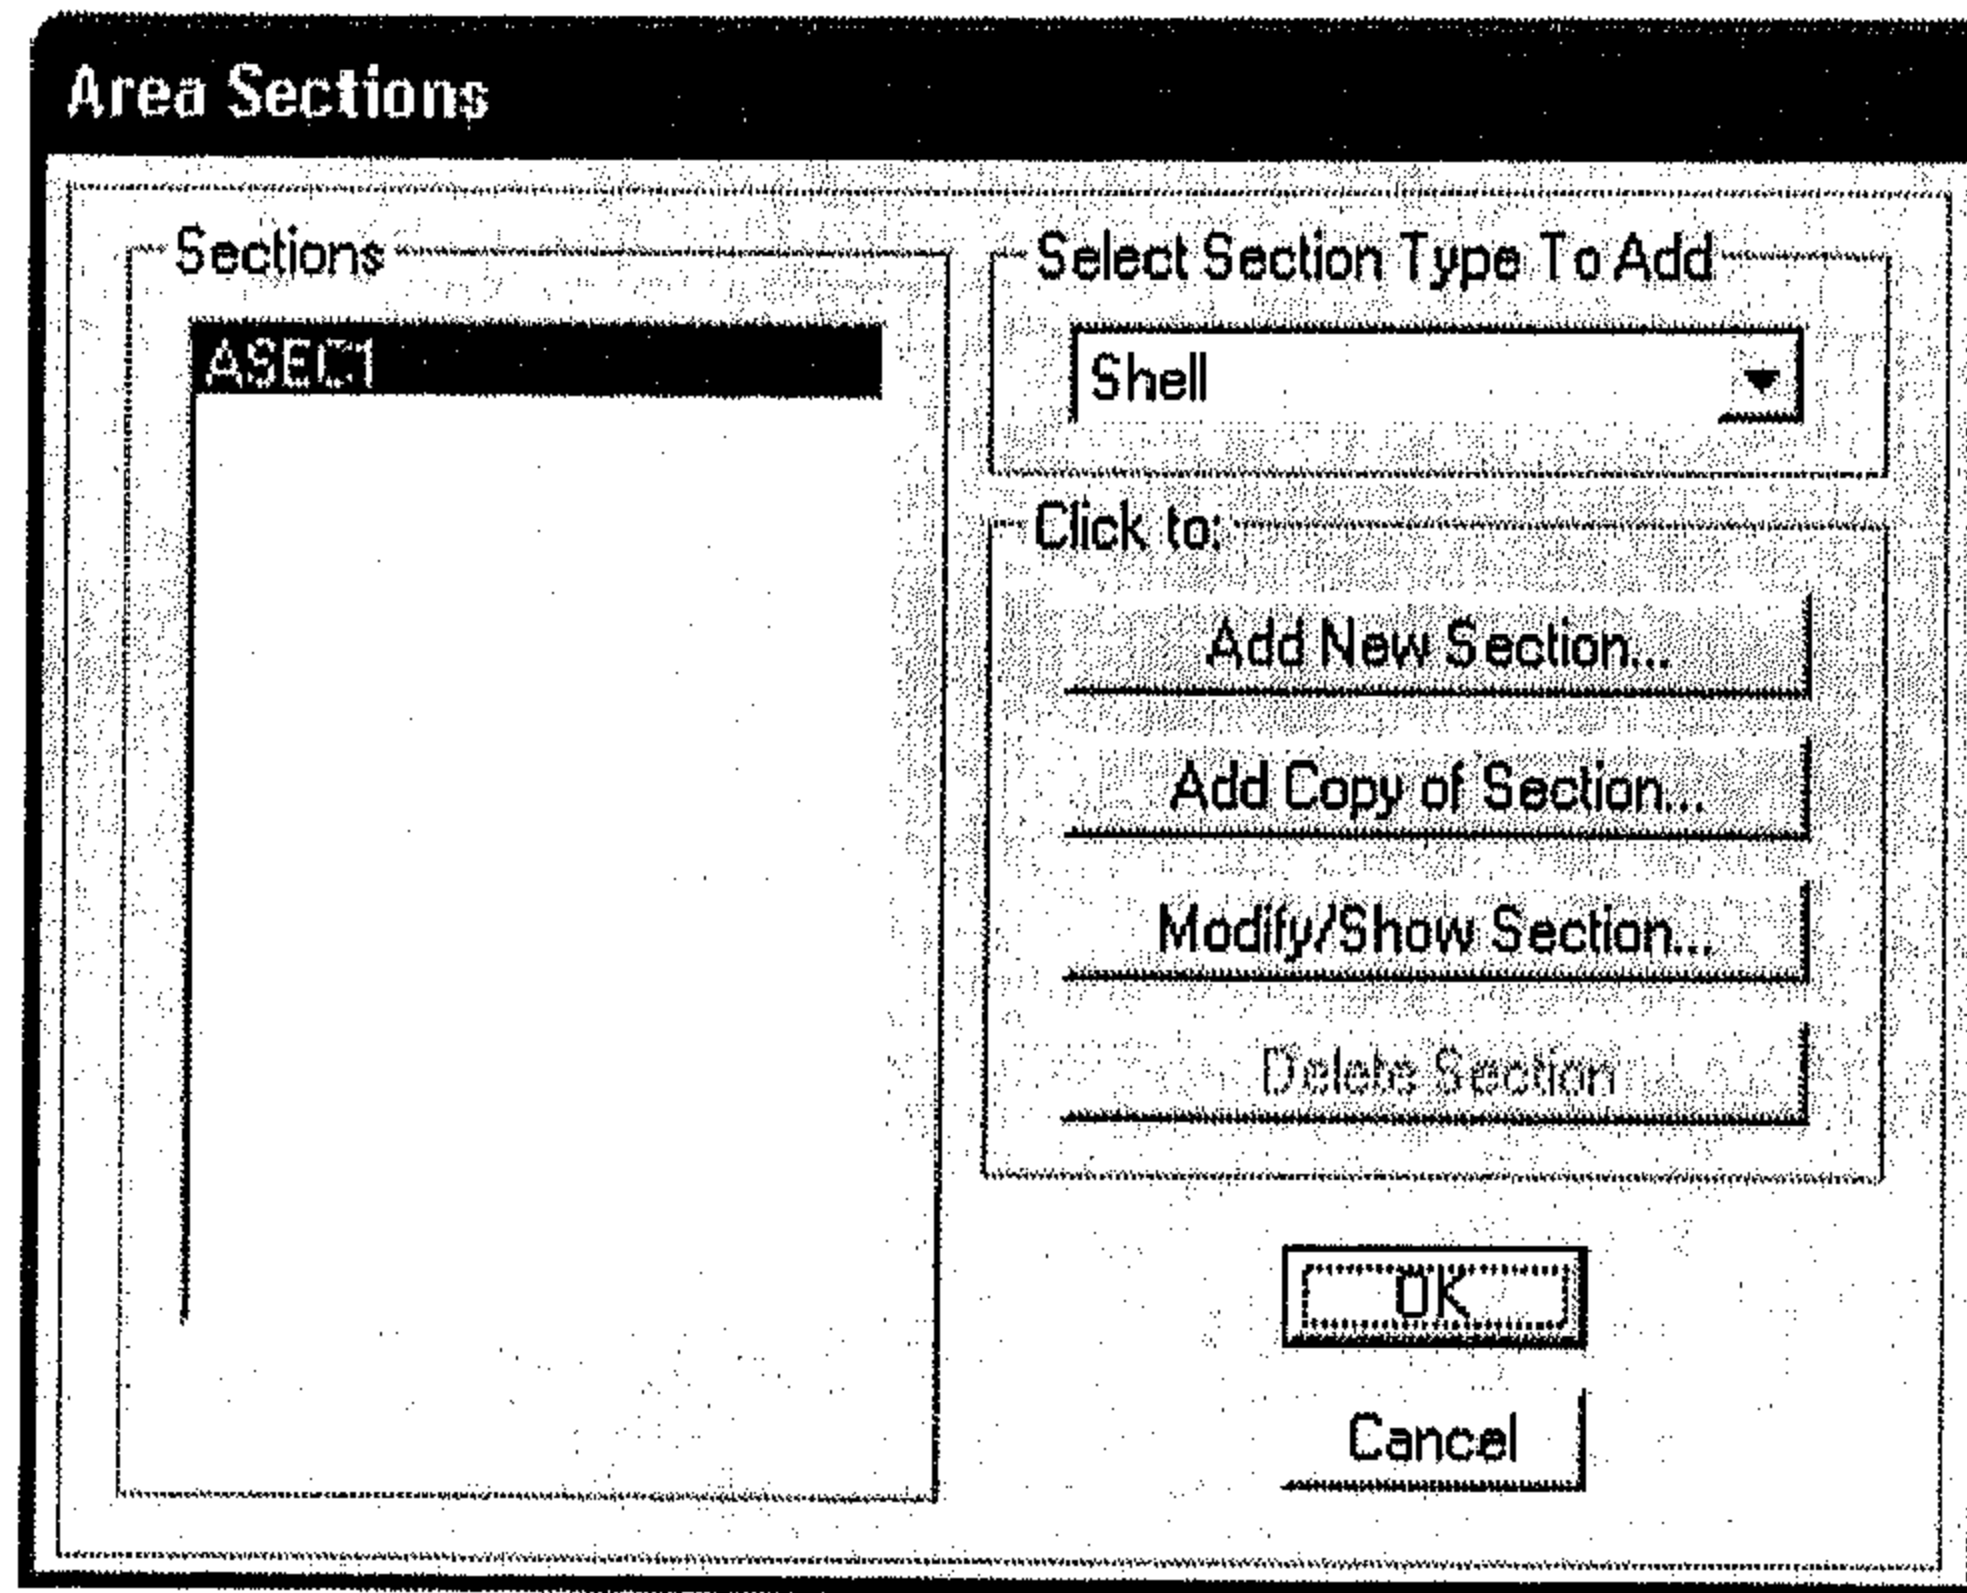 Area Sections
Sections
ASEC1
Select Section Type To Add
Shell
Click to:
Add New Section...
Add Copy of Section...
Modify/Show Section...
Delete Section
OK
Cancel